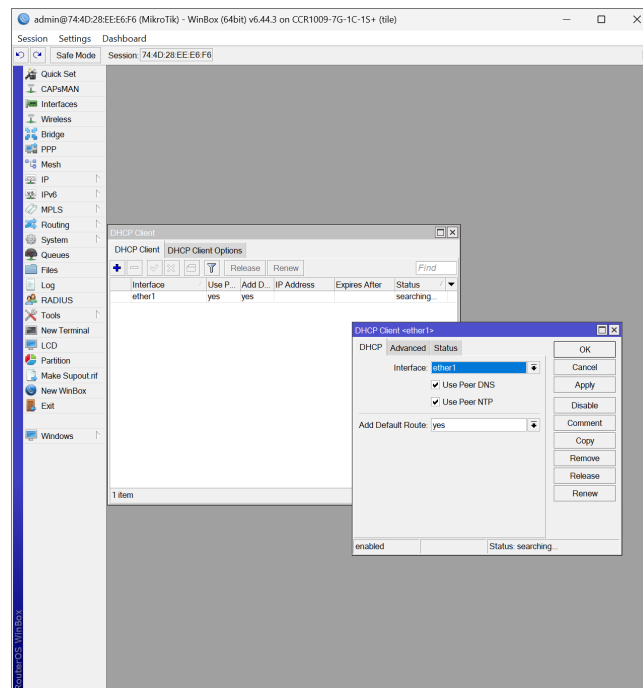 admin@74:4D:28:EE:E6:F6 (MikroTik) - WinBox (64bit) v6.44.3 on CCR1009-7G-1C-1S+ (tile)
Session Settings Dashboard
Safe Mode Session: 74:4D:28:EE:E6:F6
Quick Set
CAPsMAN
Interfaces
Wireless
Bridge
PPP
Mesh
IP
IPv6
MPLS
Routing
System
Queues
Files
Log
RADIUS
Tools
New Terminal
LCD
Partition
Make Supout.rif
New WinBox
Exit
Windows
RouterOS WinBox
DHCP Client
DHCP Client DHCP Client Options
Release Renew Find
Interface Use P... Add D... IP Address Expires After Status
ether1 yes yes searching...
1 item
DHCP Client <ether1>
DHCP Advanced Status
Interface: ether1
Use Peer DNS
Use Peer NTP
Add Default Route: yes
OK
Cancel
Apply
Disable
Comment
Copy
Remove
Release
Renew
enabled Status: searching...